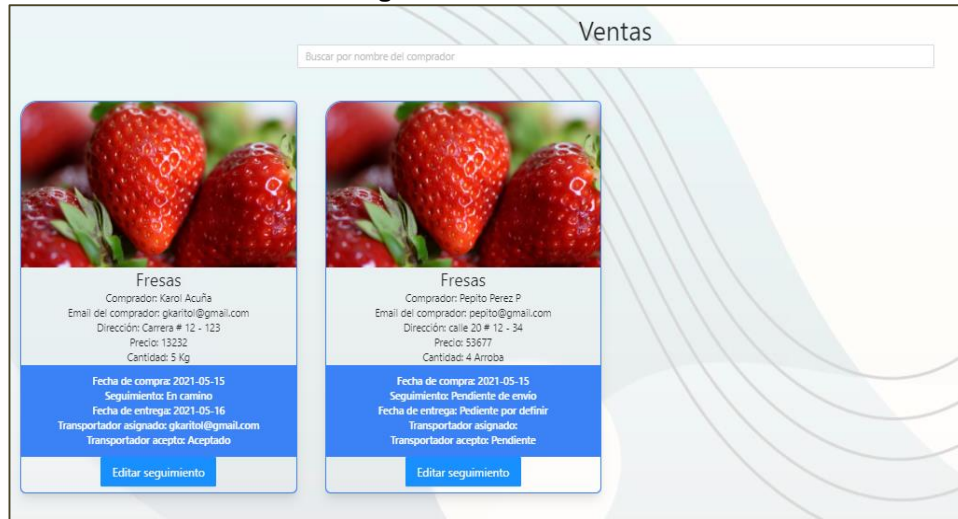 Ventas
Buscar por nombre del comprador
Fresas
Comprador: Karol Acuña
Email del comprador: gkaritol@gmail.com
Dirección: Carrera # 12 - 123
Precio: 13232
Cantidad: 5 Kg
Fecha de compra: 2021-05-15
Seguimiento: En camino
Fecha de entrega: 2021-05-16
Transportador asignado: gkaritol@gmail.com
Transportador acepto: Aceptado
Editar seguimiento
Fresas
Comprador: Pepito Perez P
Email del comprador: pepito@gmail.com
Dirección: calle 20 # 12 - 34
Precio: 53677
Cantidad: 4 Arroba
Fecha de compra: 2021-05-15
Seguimiento: Pendiente de envío
Fecha de entrega: Pediente por definir
Transportador asignado:
Transportador acepto: Pendiente
Editar seguimiento